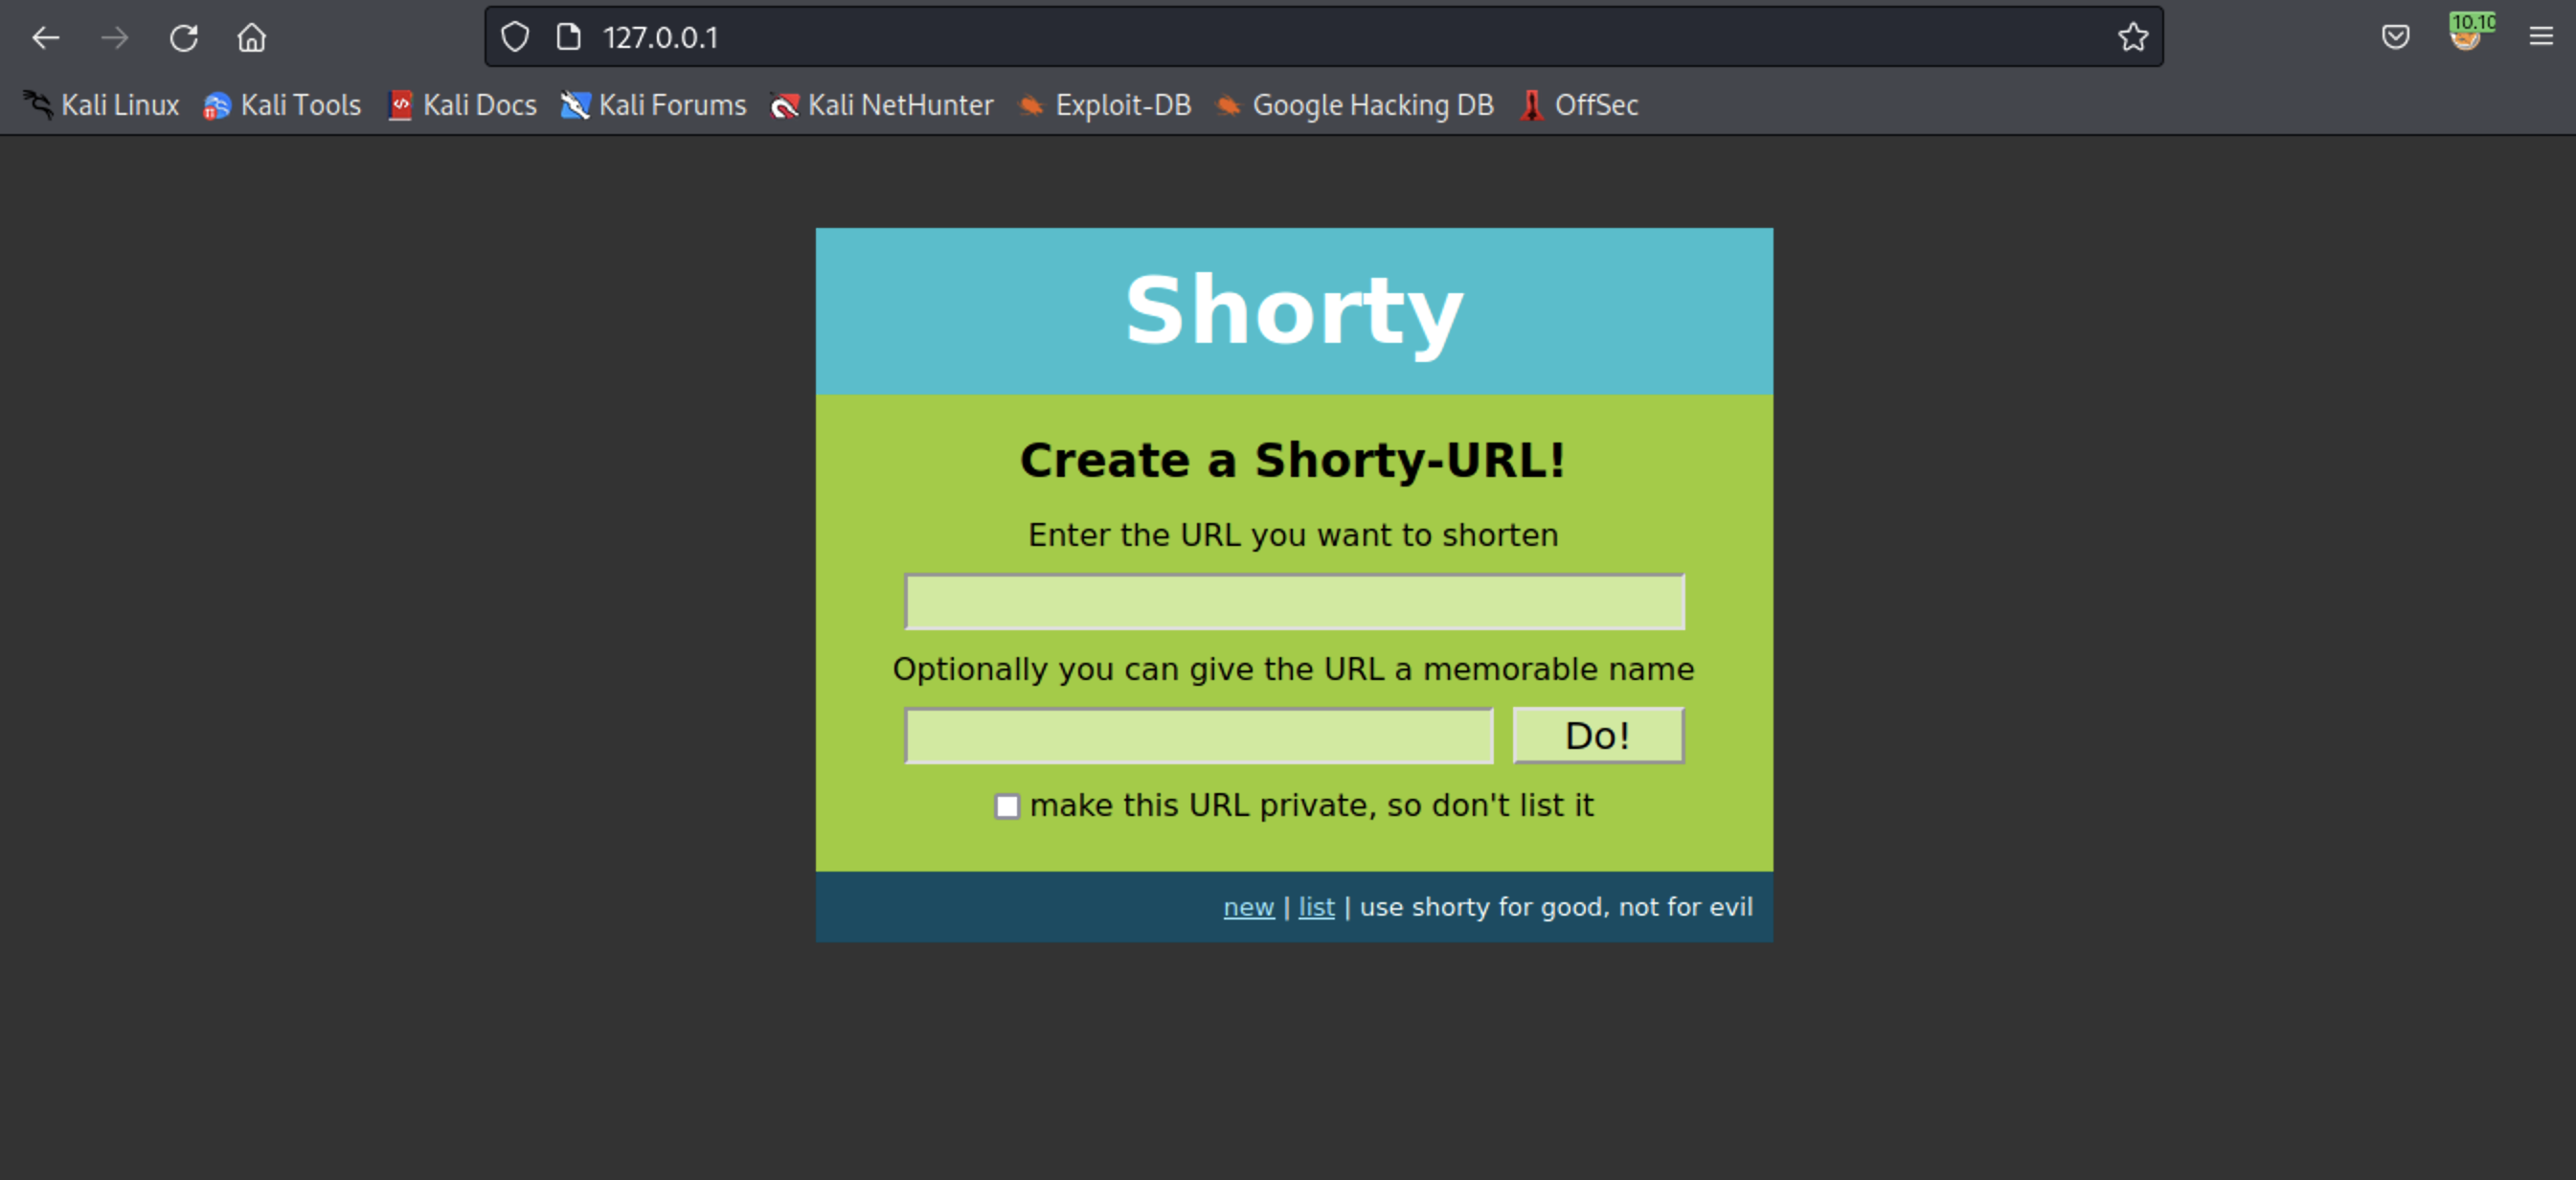 127.0.0.1
10.10
Kali Linux Kali Tools Kali Docs Kali Forums Kali NetHunter Exploit-DB Google Hacking DB OffSec
Shorty
Create a Shorty-URL!
Enter the URL you want to shorten
Optionally you can give the URL a memorable name
Do!
make this URL private, so don't list it
new | list | use shorty for good, not for evil